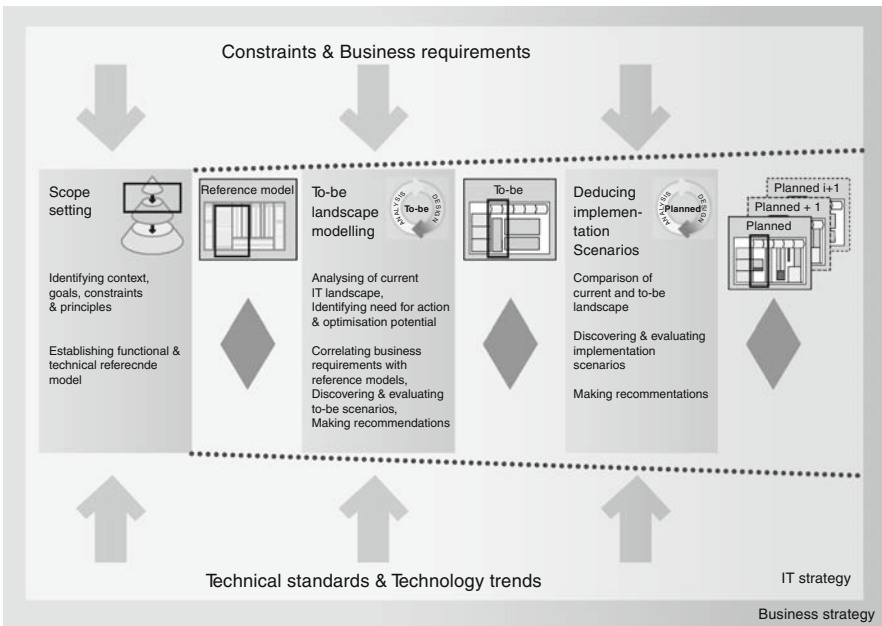 Constraints & Business requirements
Scope
setting
Identifying context,
goals, constraints
& principles
Establishing functional &
technical referecnde
model
Reference model
To-be
landscape
modelling
ANALYSIS
To-be
DESIGN
Analysing of current
IT landscape,
Identifying need for action
& optimisation potential
Correlating business
requirements with
reference models,
Discovering & evaluating
to-be scenarios,
Making recommendations
To-be
Deducing
implemen-
tation
Scenarios
ANALYSIS
Planned
DESIGN
Comparison of
current and to-be
landscape
Discovering & evaluating
implementation
scenarios
Making recommentations
Planned i+1
Planned + 1
Planned
Technical standards & Technology trends
IT strategy
Business strategy